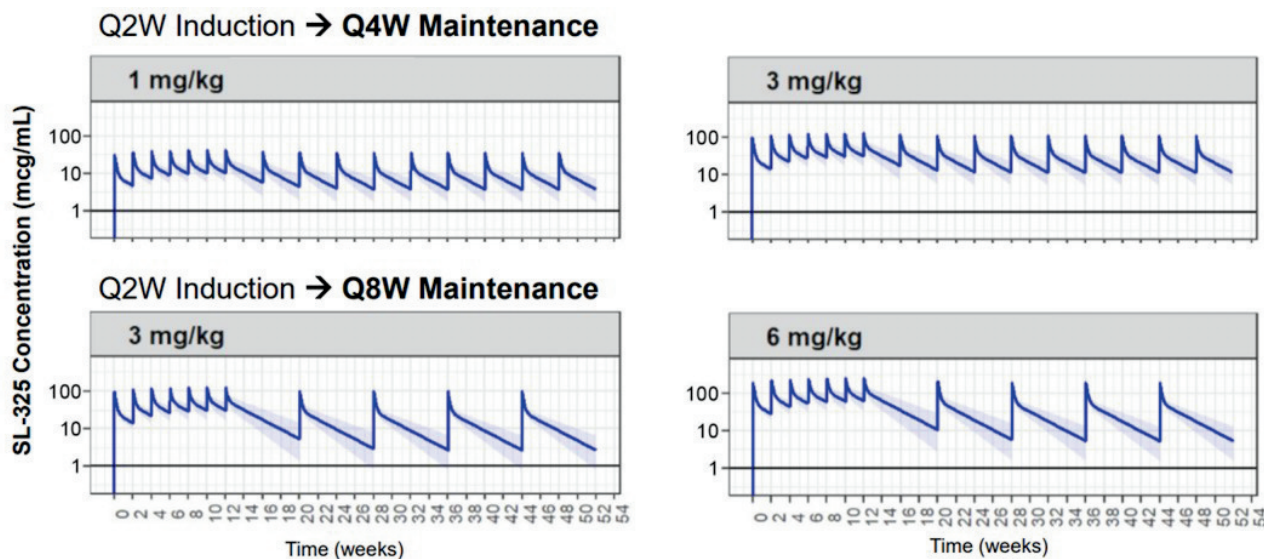 Q2W Induction → Q4W Maintenance
1 mg/kg
3 mg/kg
SL-325 Concentration (mcg/mL)
100
10
1
100
10
1
Q2W Induction → Q8W Maintenance
3 mg/kg
6 mg/kg
100
10
1
100
10
1
0 2 4 6 8 10 12 14 16 18 20 22 24 26 28 30 32 34 36 38 40 42 44 46 48 50 52 54
0 2 4 6 8 10 12 14 16 18 20 22 24 26 28 30 32 34 36 38 40 42 44 46 48 50 52 54
Time (weeks)
Time (weeks)